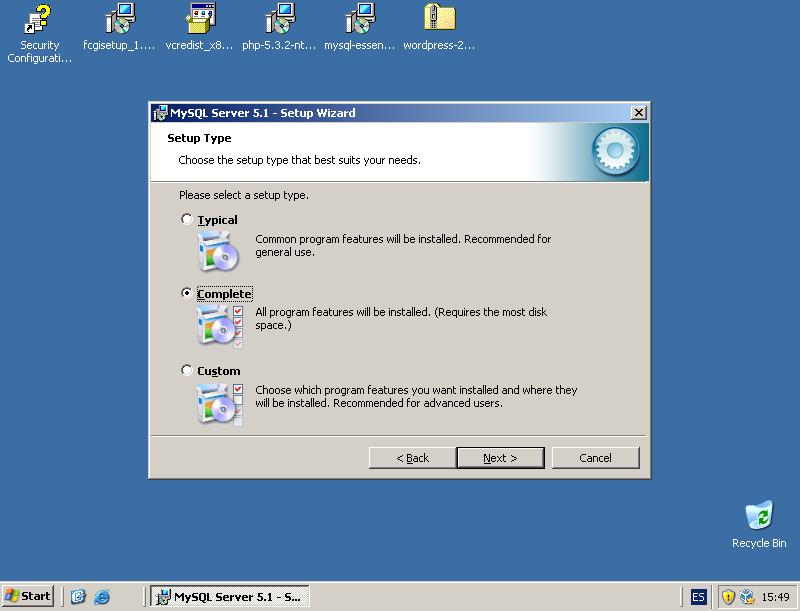 Security
Configurati...
fcgisetup_1....
vcredist_x8...
php-5.3.2-nt...
mysql-essen...
wordpress-2...
MySQL Server 5.1 - Setup Wizard
Setup Type
Choose the setup type that best suits your needs.
Please select a setup type.
Typical
Common program features will be installed. Recommended for
general use.
Complete
All program features will be installed. (Requires the most disk
space.)
Custom
Choose which program features you want installed and where they
will be installed. Recommended for advanced users.
< Back
Next >
Cancel
Recycle Bin
Start
MySQL Server 5.1 - S...
ES
15:49